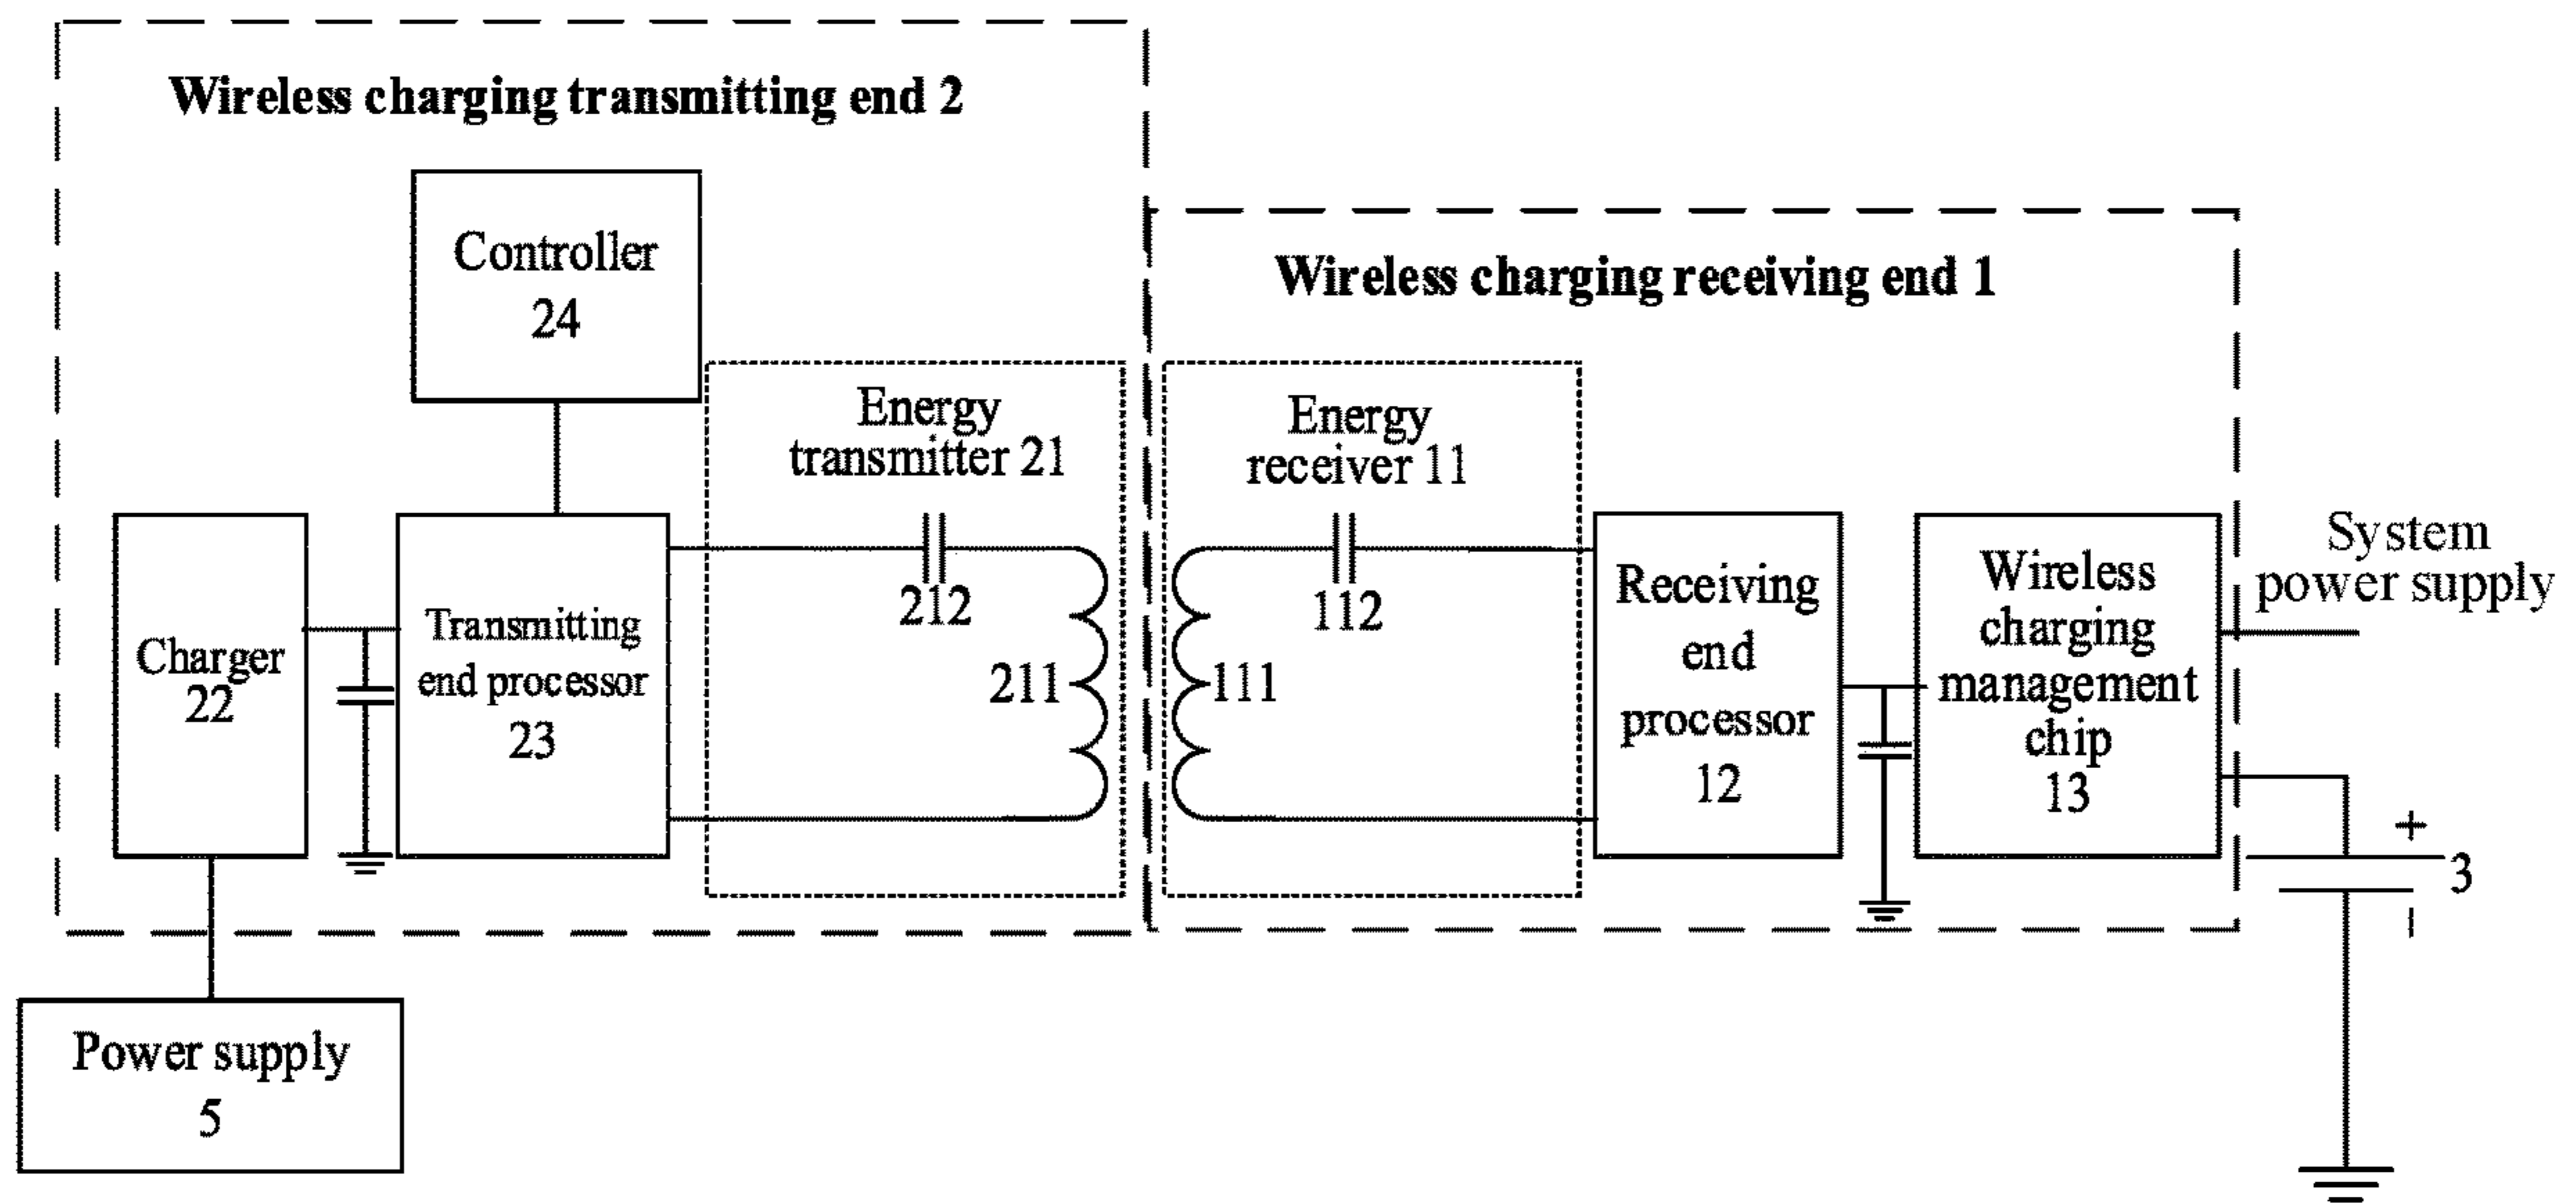 Wireless charging transmitting end 2
Controller
24
Wireless charging receiving end 1
Energy
transmitter 21
Energy
receiver 11
212
211
112
111
Charger
22
Transmitting
end processor
23
Receiving
end
processor
12
Wireless
charging
management
chip
13
System
power supply
+
3
−
Power supply
5